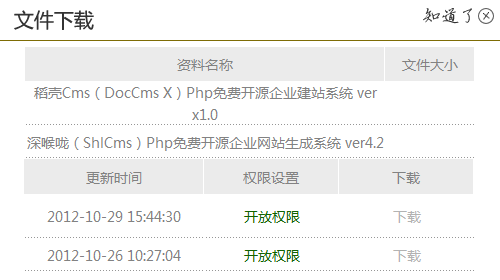 文件下载
知道了
资料名称 文件大小
稻壳Cms（DocCms X）Php免费开源企业建站系统 ver
x1.0
深喉咙（ShlCms）Php免费开源企业网站生成系统 ver4.2
更新时间 权限设置 下载
2012-10-29 15:44:30 开放权限 下载
2012-10-26 10:27:04 开放权限 下载